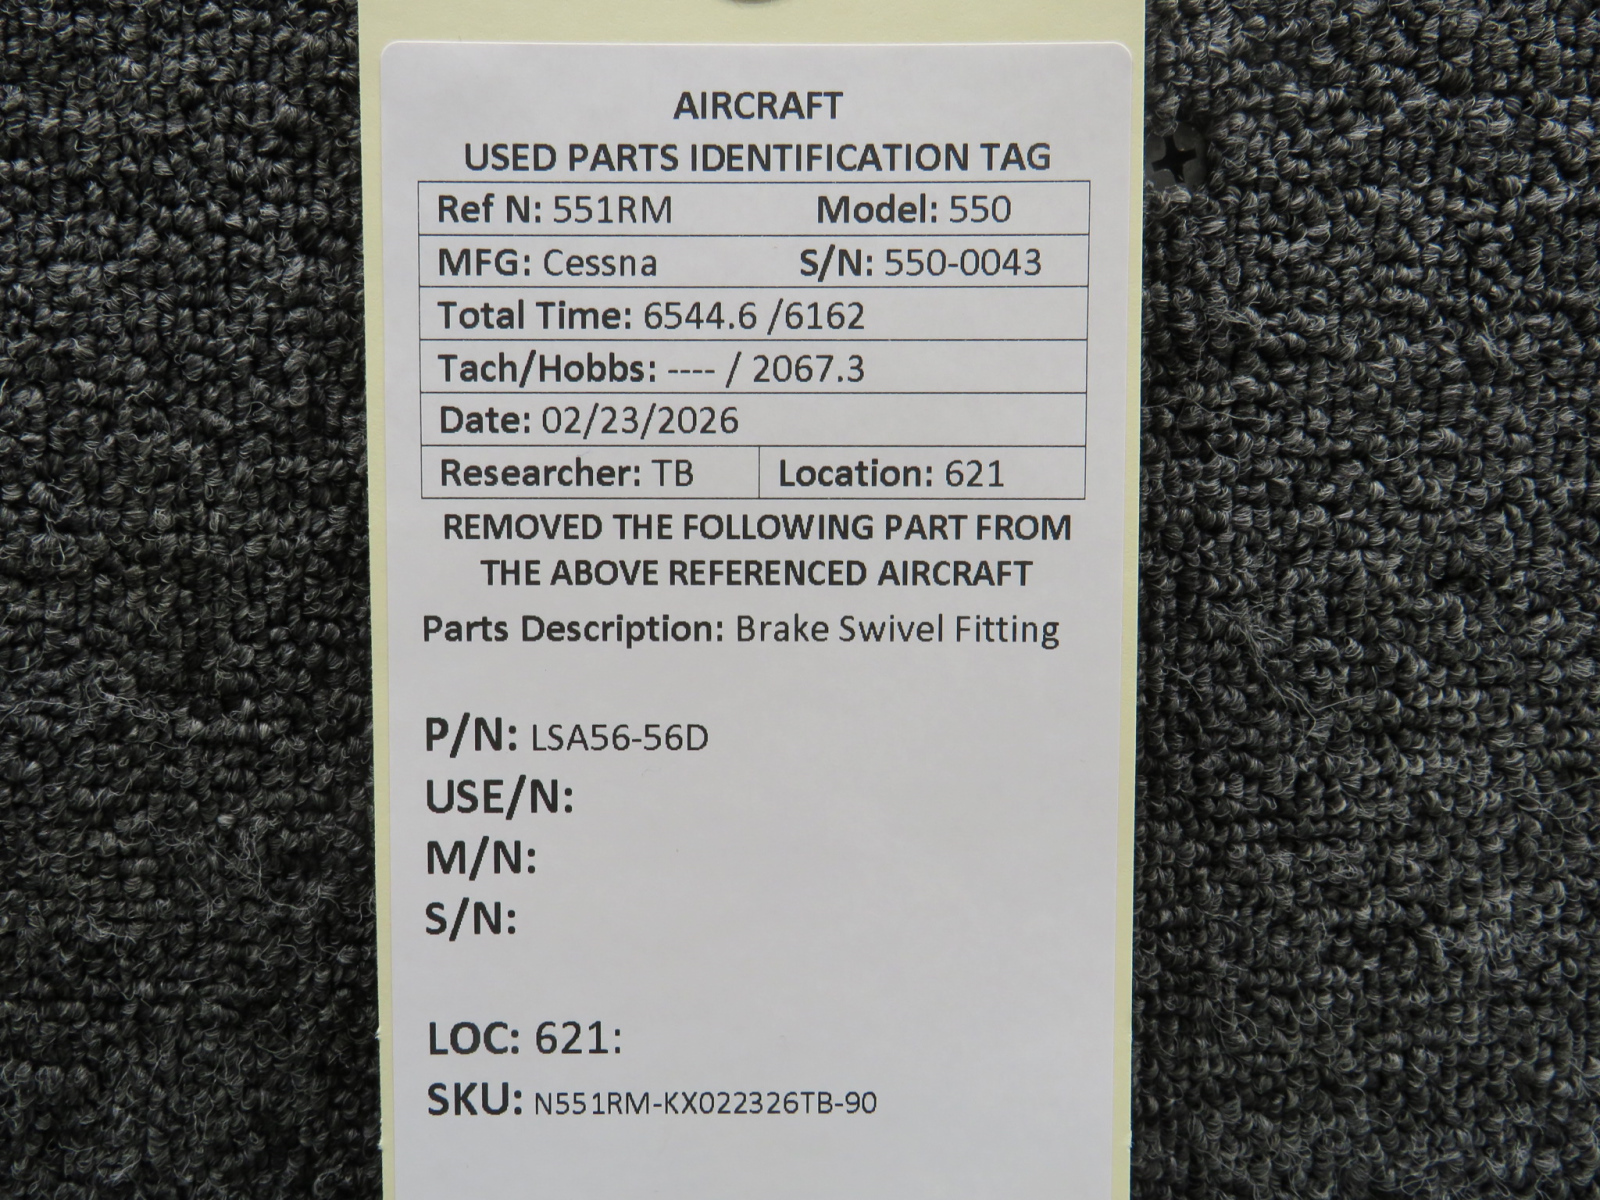 AIRCRAFT
USED PARTS IDENTIFICATION TAG
Ref N: 551RM Model: 550
MFG: Cessna S/N: 550-0043
Total Time: 6544.6 /6162
Tach/Hobbs: ---- / 2067.3
Date: 02/23/2026
Researcher: TB Location: 621
REMOVED THE FOLLOWING PART FROM
THE ABOVE REFERENCED AIRCRAFT
Parts Description: Brake Swivel Fitting
P/N: LSA56-56D
USE/N:
M/N:
S/N:
LOC: 621:
SKU: N551RM-KX022326TB-90